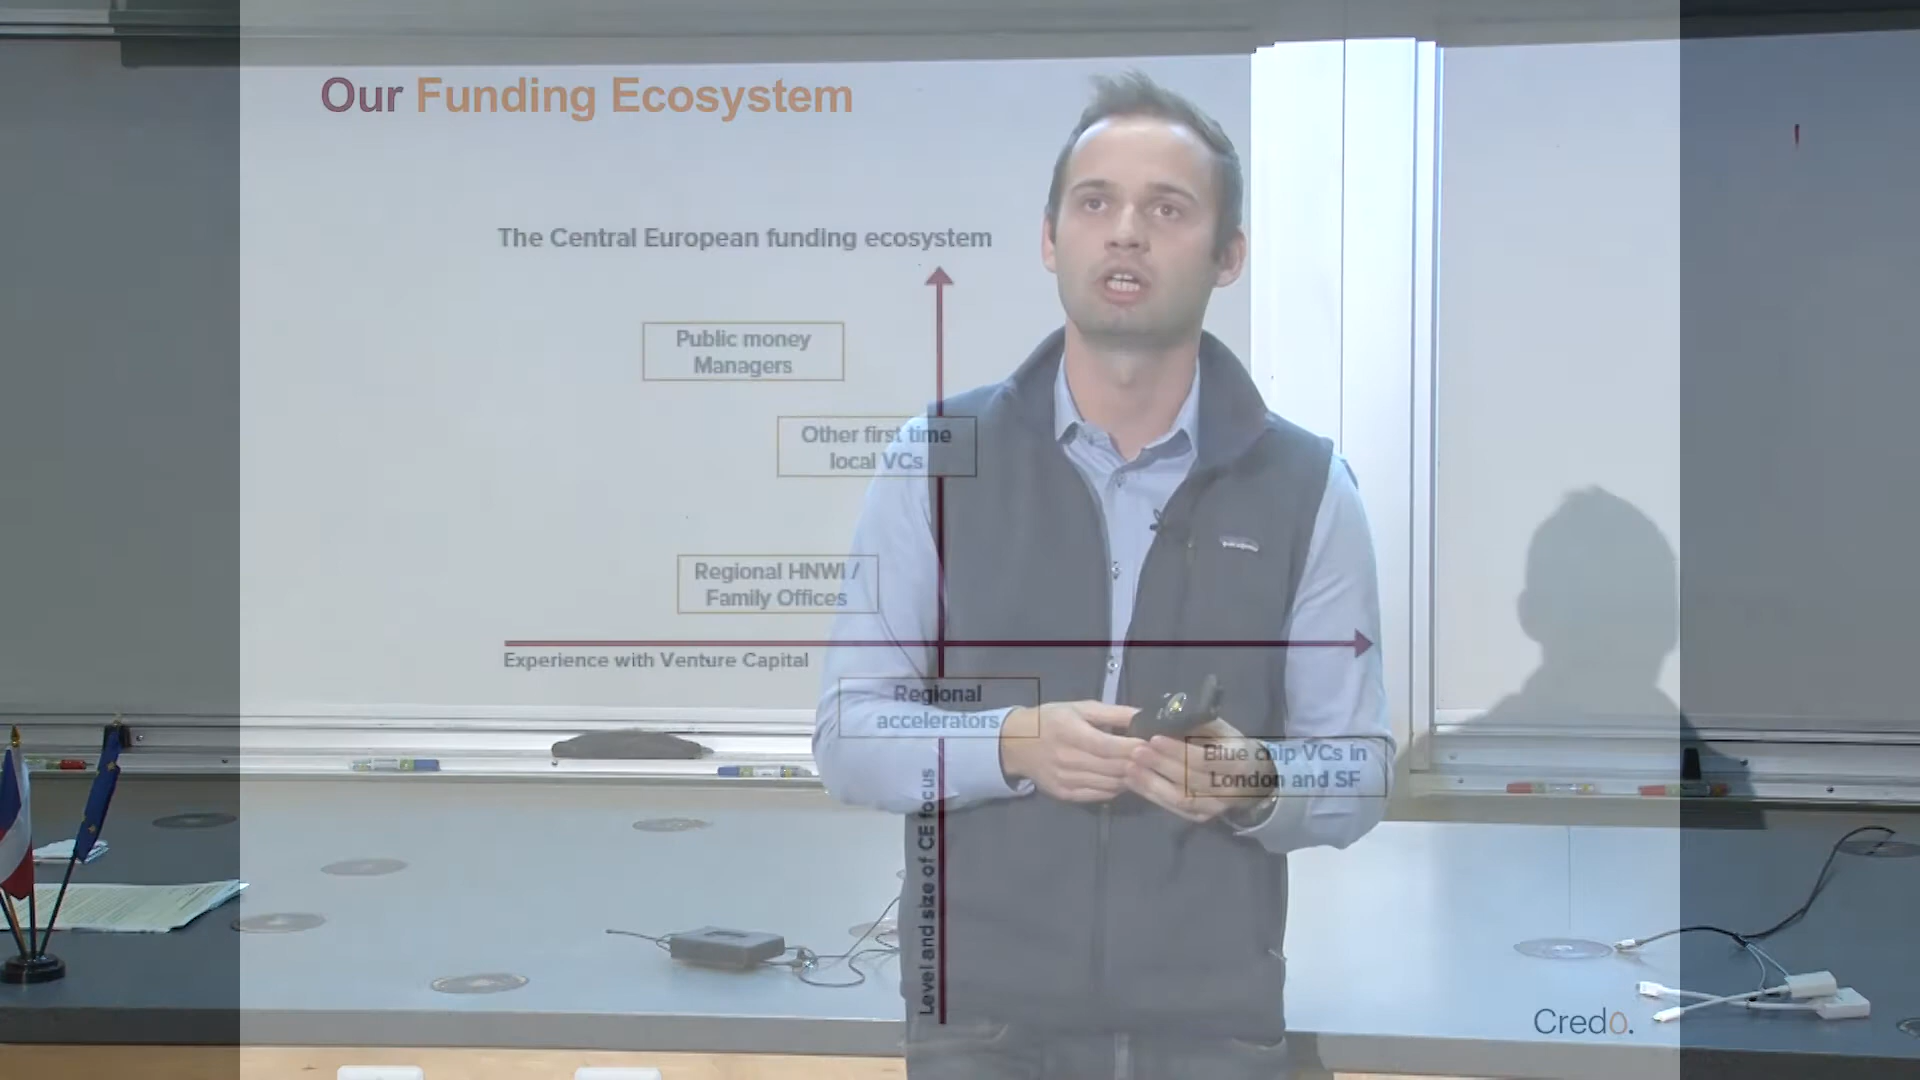 Our Funding Ecosystem
The Central European funding ecosystem
Public money
Managers
Other first time
local VCs
Regional HNWI /
Family Offices
Experience with Venture Capital
Regional
accelerators
Blue chip VCs in
London and SF
Level and size of CE focus
Credo.